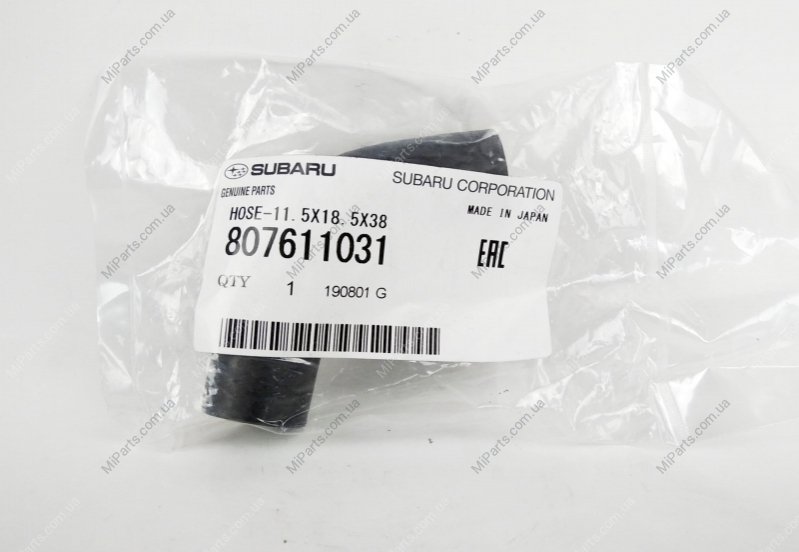 SUBARU
GENUINE PARTS
SUBARU CORPORATION
HOSE-11.5X18.5X38
MADE IN JAPAN
807611031
EAC
QTY 1 190801 G
MiParts.com.ua